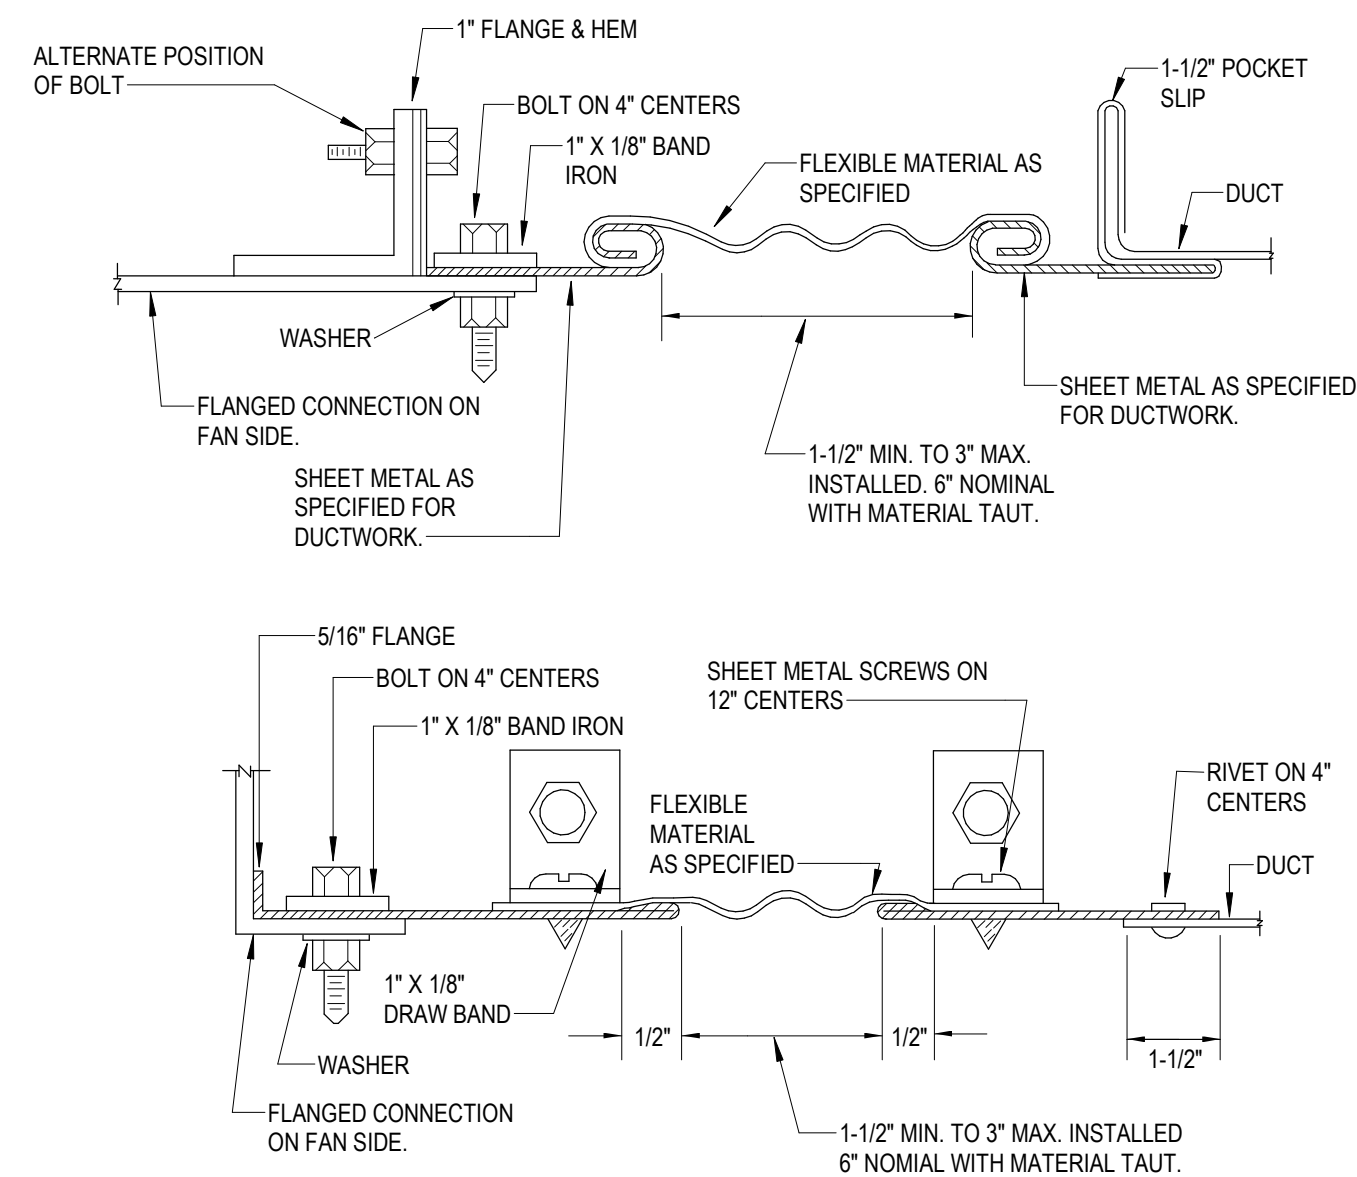 1" FLANGE & HEM
ALTERNATE POSITION
OF BOLT
BOLT ON 4" CENTERS
1" X 1/8" BAND
IRON
FLEXIBLE MATERIAL AS
SPECIFIED
1-1/2" POCKET
SLIP
DUCT
WASHER
FLANGED CONNECTION ON
FAN SIDE.
SHEET METAL AS
SPECIFIED FOR
DUCTWORK.
1-1/2" MIN. TO 3" MAX.
INSTALLED. 6" NOMINAL
WITH MATERIAL TAUT.
SHEET METAL AS SPECIFIED
FOR DUCTWORK.
5/16" FLANGE
BOLT ON 4" CENTERS
1" X 1/8" BAND IRON
SHEET METAL SCREWS ON
12" CENTERS
FLEXIBLE
MATERIAL
AS SPECIFIED
RIVET ON 4"
CENTERS
DUCT
1" X 1/8"
DRAW BAND
1/2"
1/2"
1-1/2"
WASHER
FLANGED CONNECTION
ON FAN SIDE.
1-1/2" MIN. TO 3" MAX. INSTALLED
6" NOMIAL WITH MATERIAL TAUT.